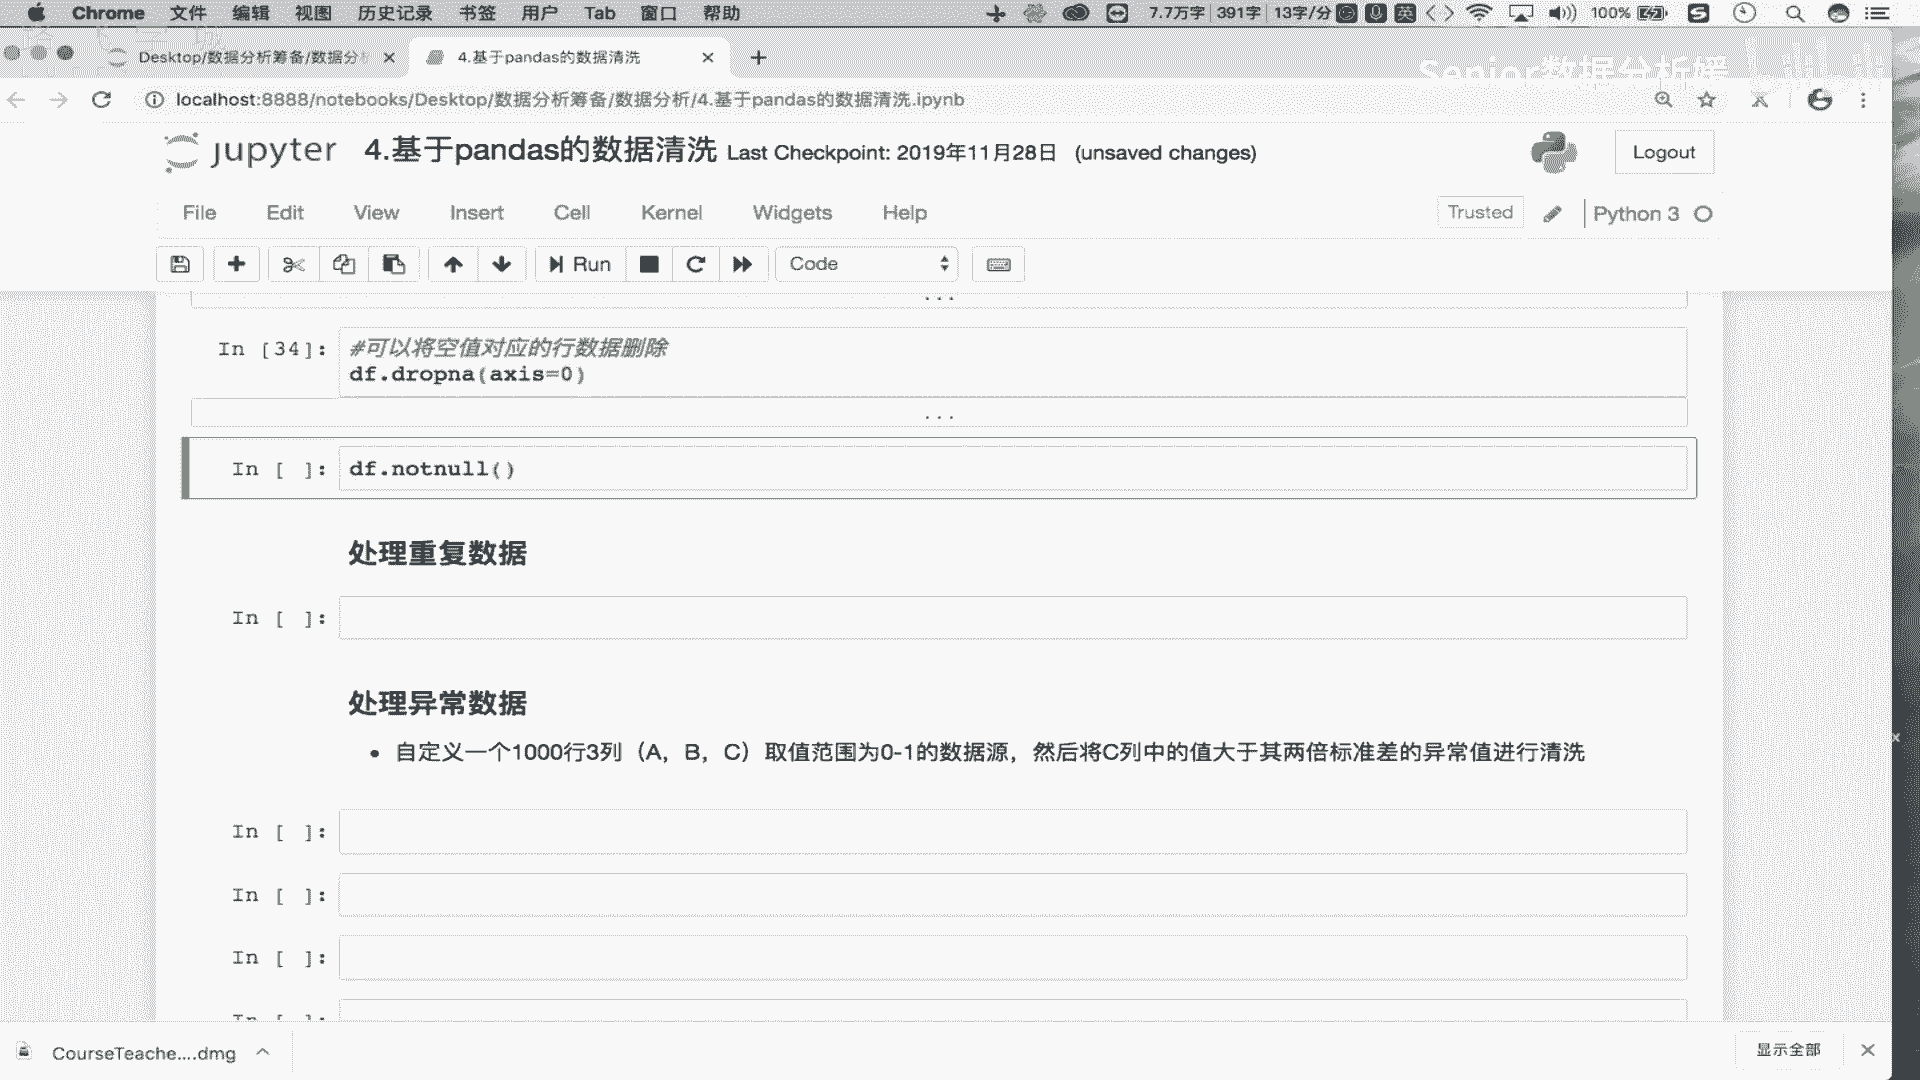 Chrome 文件 编辑 视图 历史记录 书签 用户 Tab 窗口 帮助 7.7万字 391字 13字/分 英 100%
Desktop/数据分析筹备/数据分 4.基于pandas的数据清洗
Senior数据分析媛
localhost:8888/notebooks/Desktop/数据分析筹备/数据分析/4.基于pandas的数据清洗.ipynb
jupyter 4.基于pandas的数据清洗 Last Checkpoint: 2019年11月28日 (unsaved changes) Logout
File Edit View Insert Cell Kernel Widgets Help Trusted Python 3
Run Code
...
In [34]: #可以将空值对应的行数据删除
df.dropna(axis=0)
...
In [ ]: df.notnull()
处理重复数据
In [ ]:
处理异常数据
• 自定义一个1000行3列（A，B，C）取值范围为0-1的数据源，然后将C列中的值大于其两倍标准差的异常值进行清洗
In [ ]:
In [ ]:
In [ ]:
In [ ]:
CourseTeache....dmg 显示全部